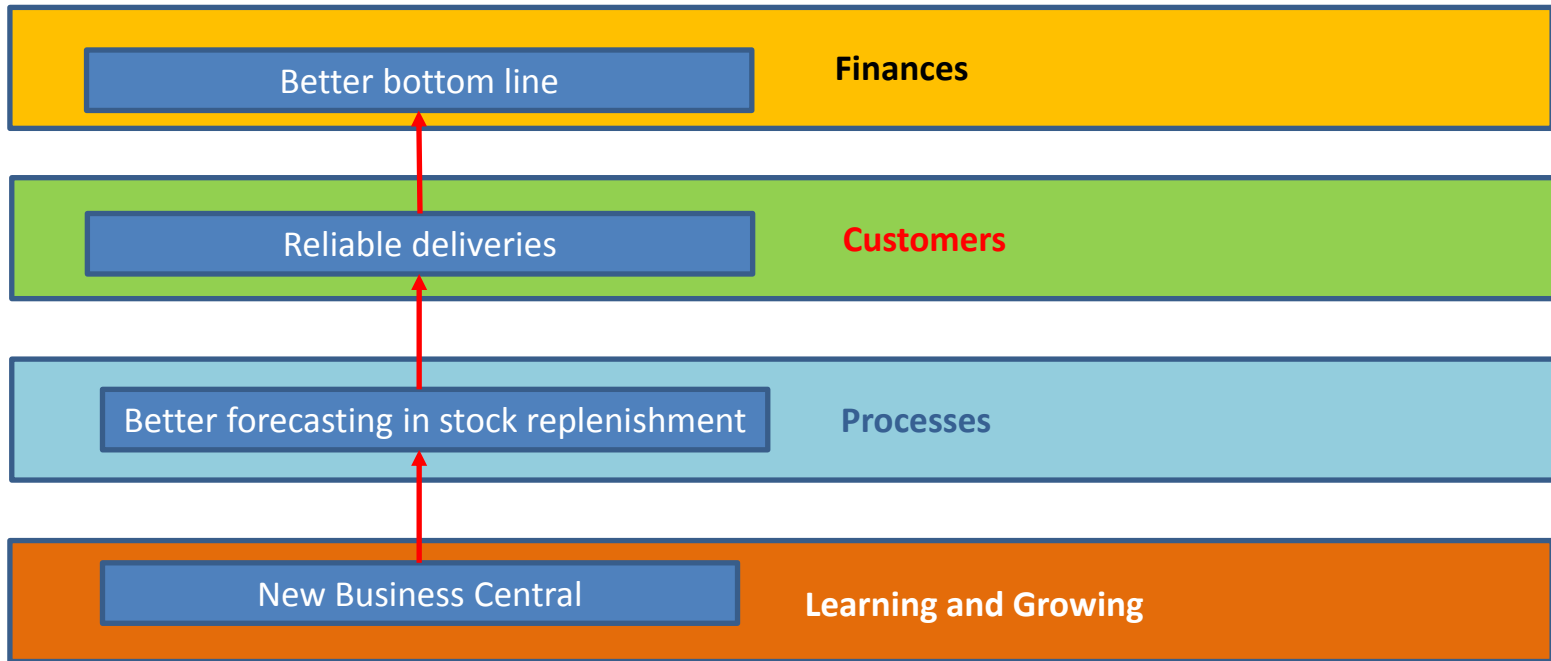 Better bottom line
Finances
Reliable deliveries
Customers
Better forecasting in stock replenishment
Processes
New Business Central
Learning and Growing